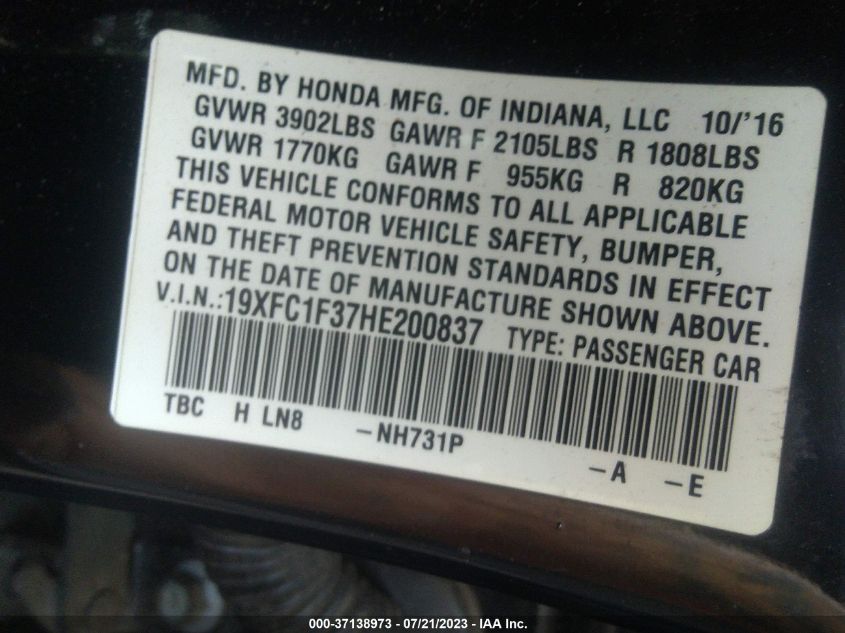 MFD. BY HONDA MFG. OF INDIANA, LLC 10/'16
GVWR 3902LBS GAWR F 2105LBS R 1808LBS
GVWR 1770KG GAWR F 955KG R 820KG
THIS VEHICLE CONFORMS TO ALL APPLICABLE
FEDERAL MOTOR VEHICLE SAFETY, BUMPER,
AND THEFT PREVENTION STANDARDS IN EFFECT
ON THE DATE OF MANUFACTURE SHOWN ABOVE.
V.I.N.:19XFC1F37HE200837 TYPE: PASSENGER CAR
TBC H LN8 -NH731P -A -E
000-37138973 / 07/21/2023 - IAA Inc.